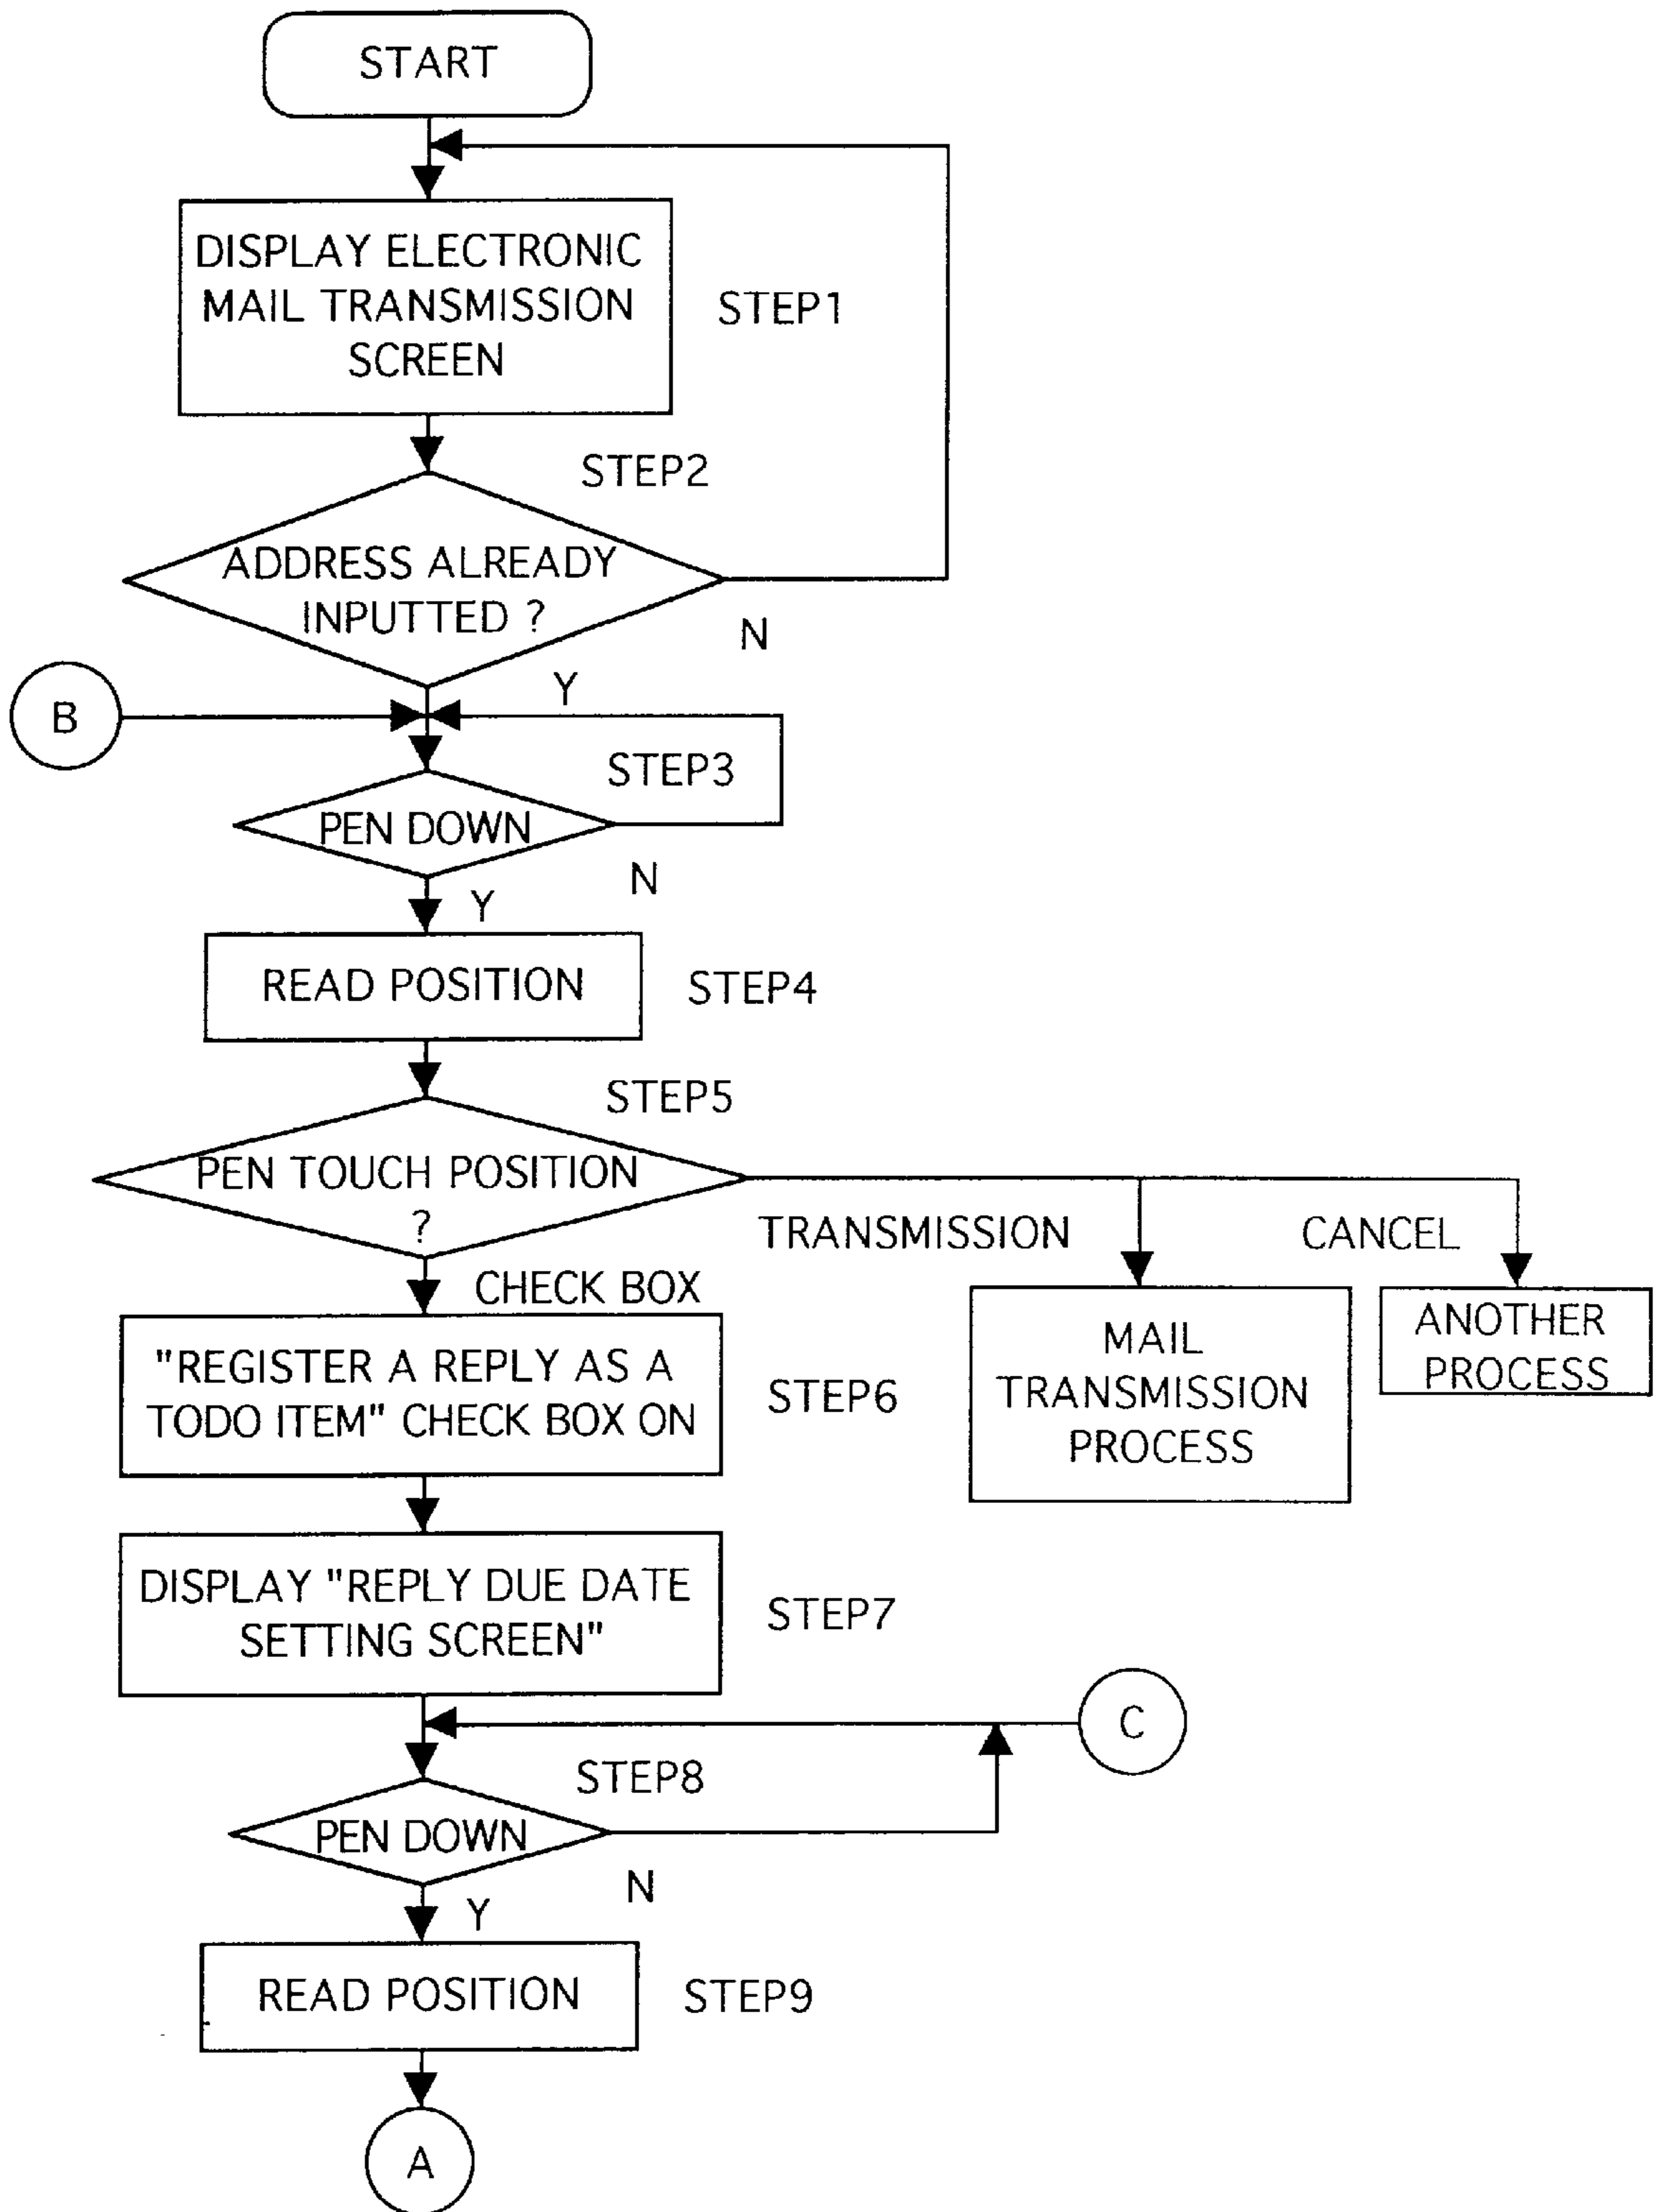 START
DISPLAY ELECTRONIC
MAIL TRANSMISSION
SCREEN
STEP1
STEP2
ADDRESS ALREADY
INPUTTED ?
N
Y
B
STEP3
PEN DOWN
N
Y
READ POSITION
STEP4
STEP5
PEN TOUCH POSITION
?
TRANSMISSION
CANCEL
CHECK BOX
MAIL
TRANSMISSION
PROCESS
ANOTHER
PROCESS
"REGISTER A REPLY AS A
TODO ITEM" CHECK BOX ON
STEP6
DISPLAY "REPLY DUE DATE
SETTING SCREEN"
STEP7
C
STEP8
PEN DOWN
N
Y
READ POSITION
STEP9
A